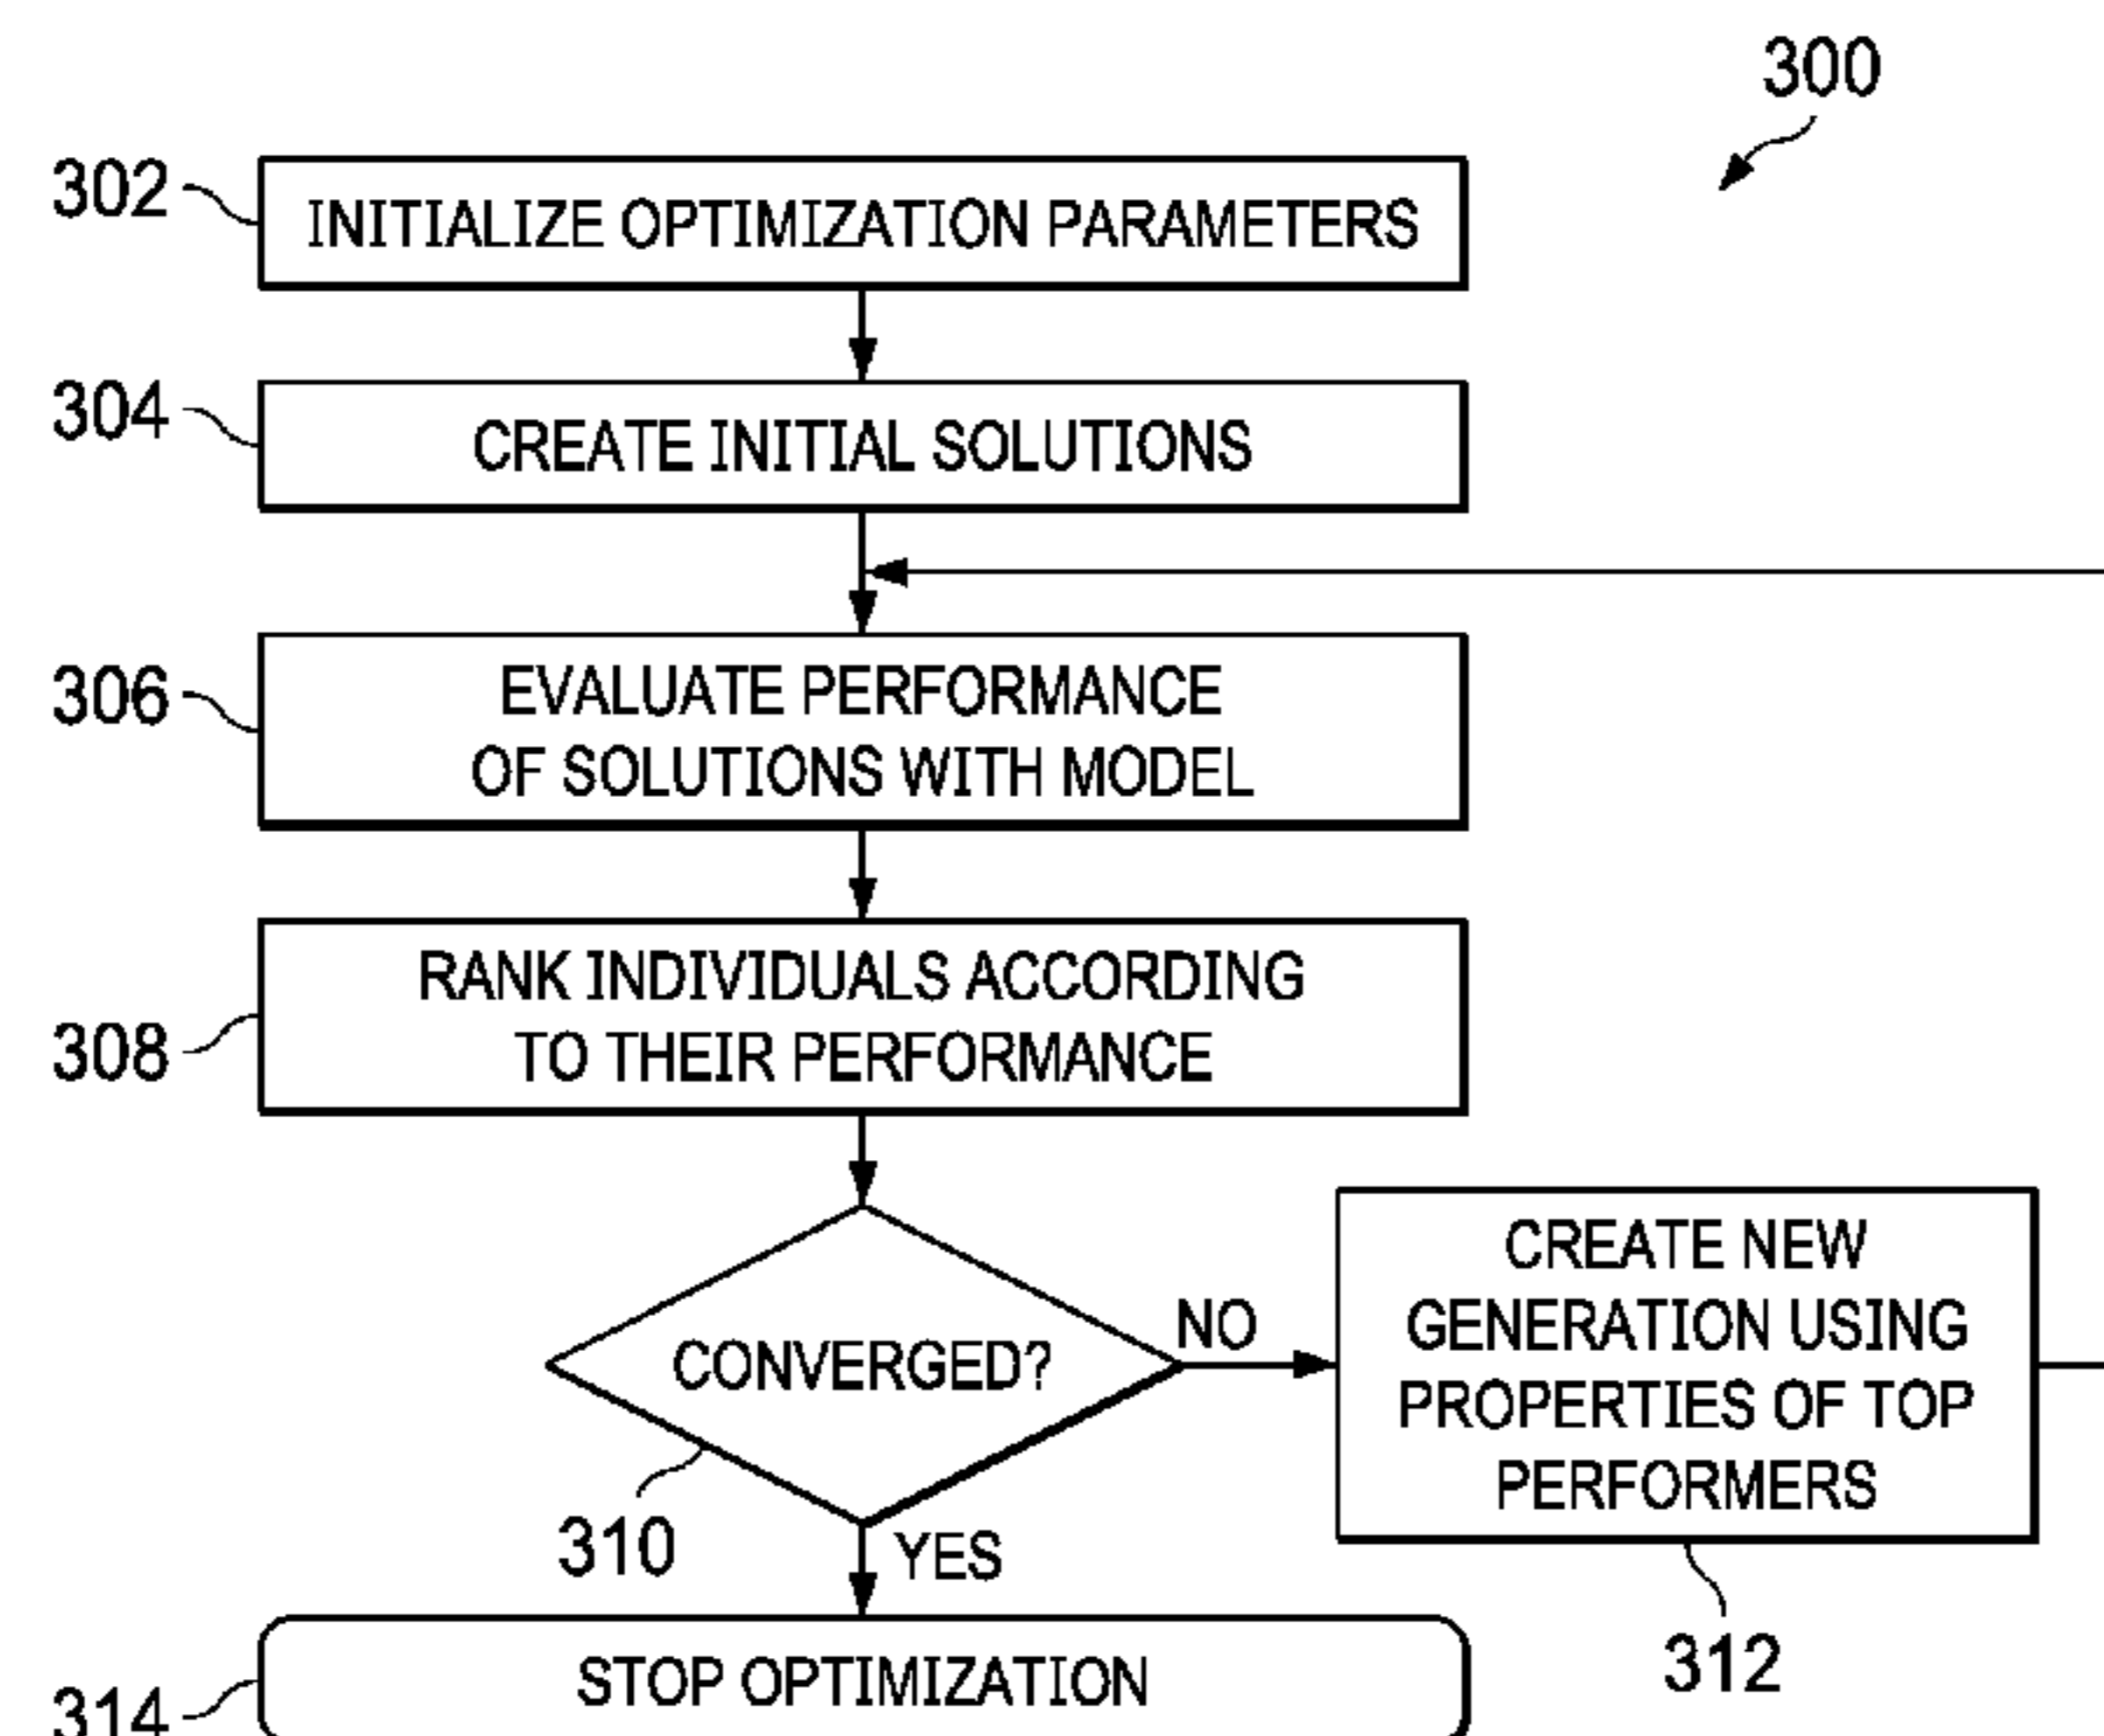 300
302
INITIALIZE OPTIMIZATION PARAMETERS
304
CREATE INITIAL SOLUTIONS
306
EVALUATE PERFORMANCE
OF SOLUTIONS WITH MODEL
308
RANK INDIVIDUALS ACCORDING
TO THEIR PERFORMANCE
CONVERGED?
310
NO
CREATE NEW
GENERATION USING
PROPERTIES OF TOP
PERFORMERS
312
YES
314
STOP OPTIMIZATION